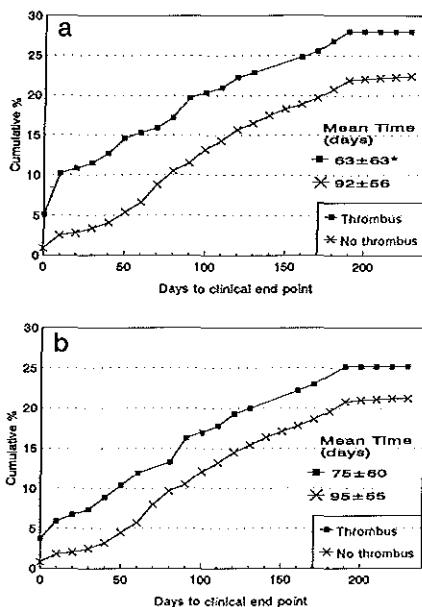 a
30
25
20
15
10
5
0
Cumulative %
0 50 100 150 200
Days to clinical end point
Mean Time
(days)
63±63*
92±56
Thrombus
No thrombus
b
30
25
20
15
10
5
0
Cumulative %
0 50 100 150 200
Days to clinical end point
Mean Time
(days)
75±60
95±55
Thrombus
No thrombus